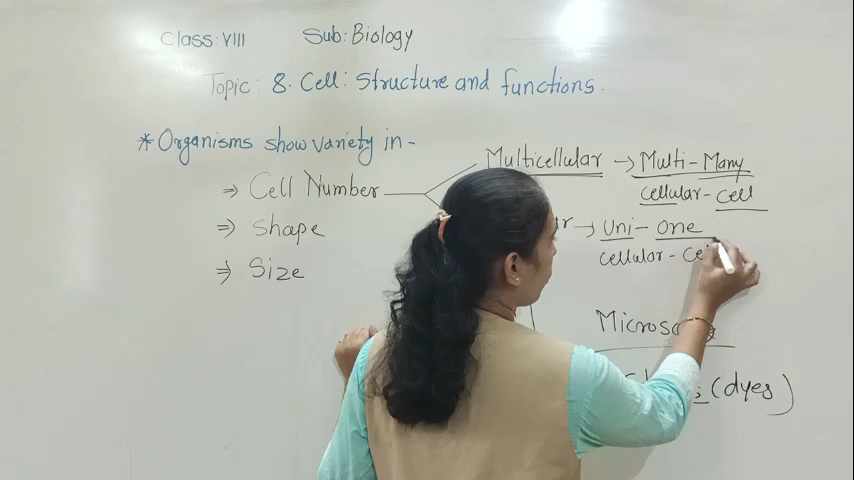 Class: VIII Sub: Biology
Topic: 8. Cell: Structure and functions.
*Organisms show variety in -
⇒ Cell Number
⇒ Shape
⇒ Size
Multicellular → Multi - Many
cellular - cell
→ Uni - One
cellular -
(dyes)